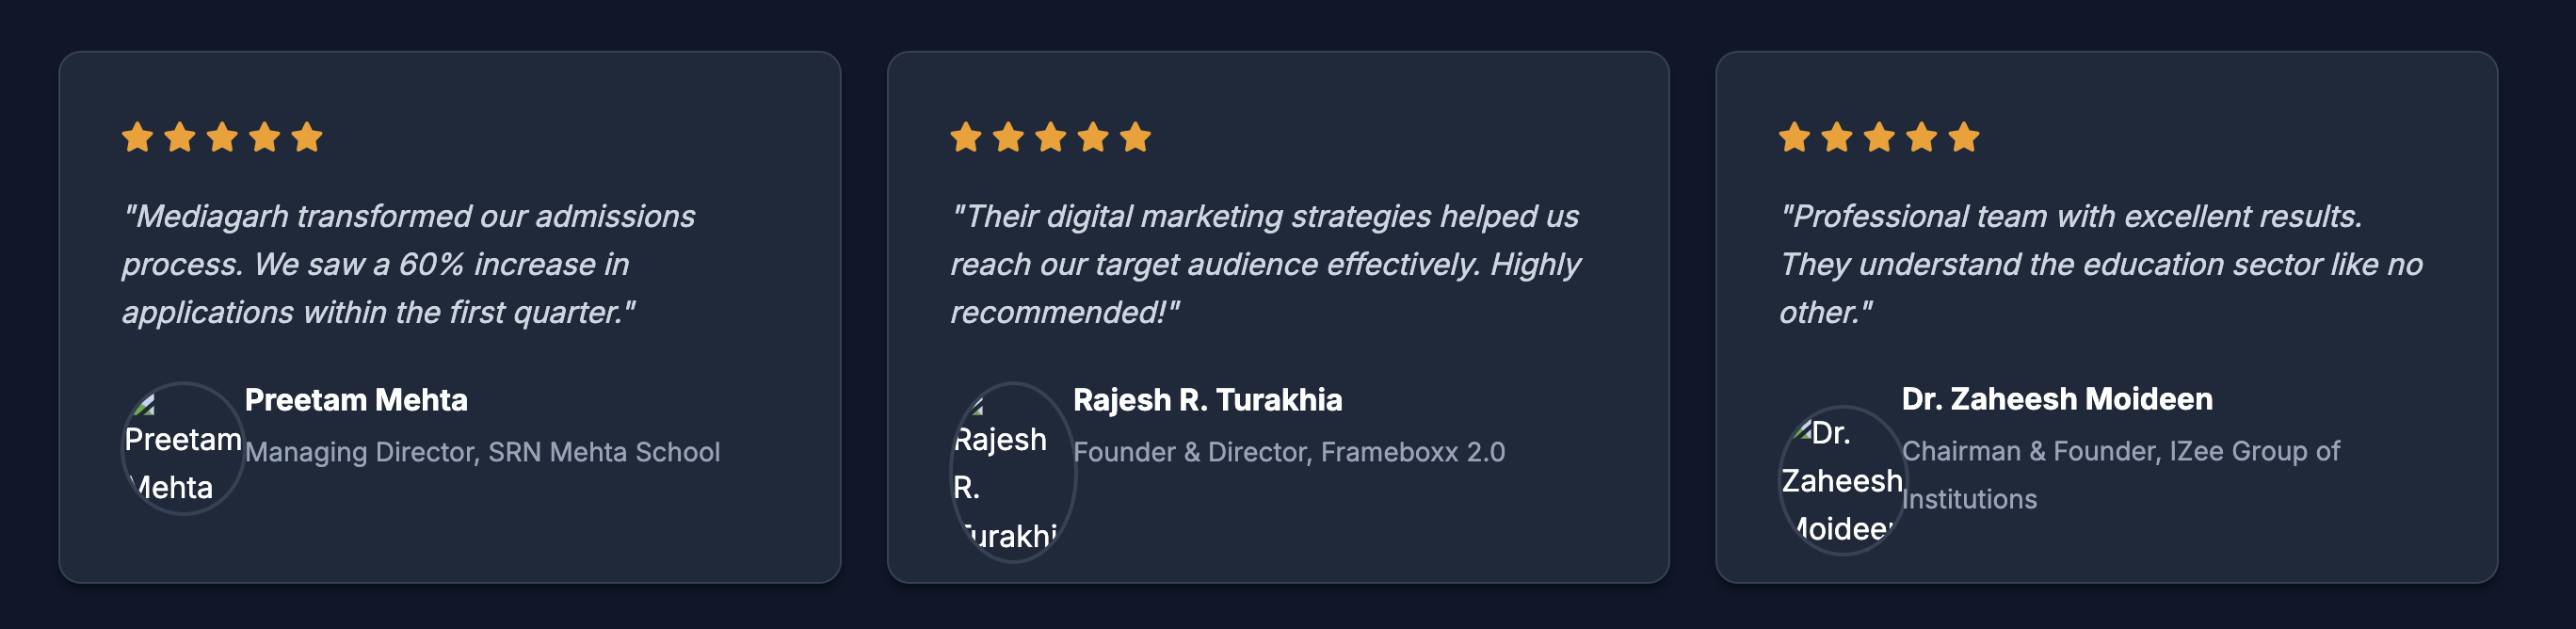 "Mediagarh transformed our admissions
process. We saw a 60% increase in
applications within the first quarter."
Preetam
Mehta
Preetam Mehta
Managing Director, SRN Mehta School
"Their digital marketing strategies helped us
reach our target audience effectively. Highly
recommended!"
Rajesh
R.
Turakhi
Rajesh R. Turakhia
Founder & Director, Frameboxx 2.0
"Professional team with excellent results.
They understand the education sector like no
other."
Dr.
Zaheesh
Moideen
Dr. Zaheesh Moideen
Chairman & Founder, IZee Group of
Institutions